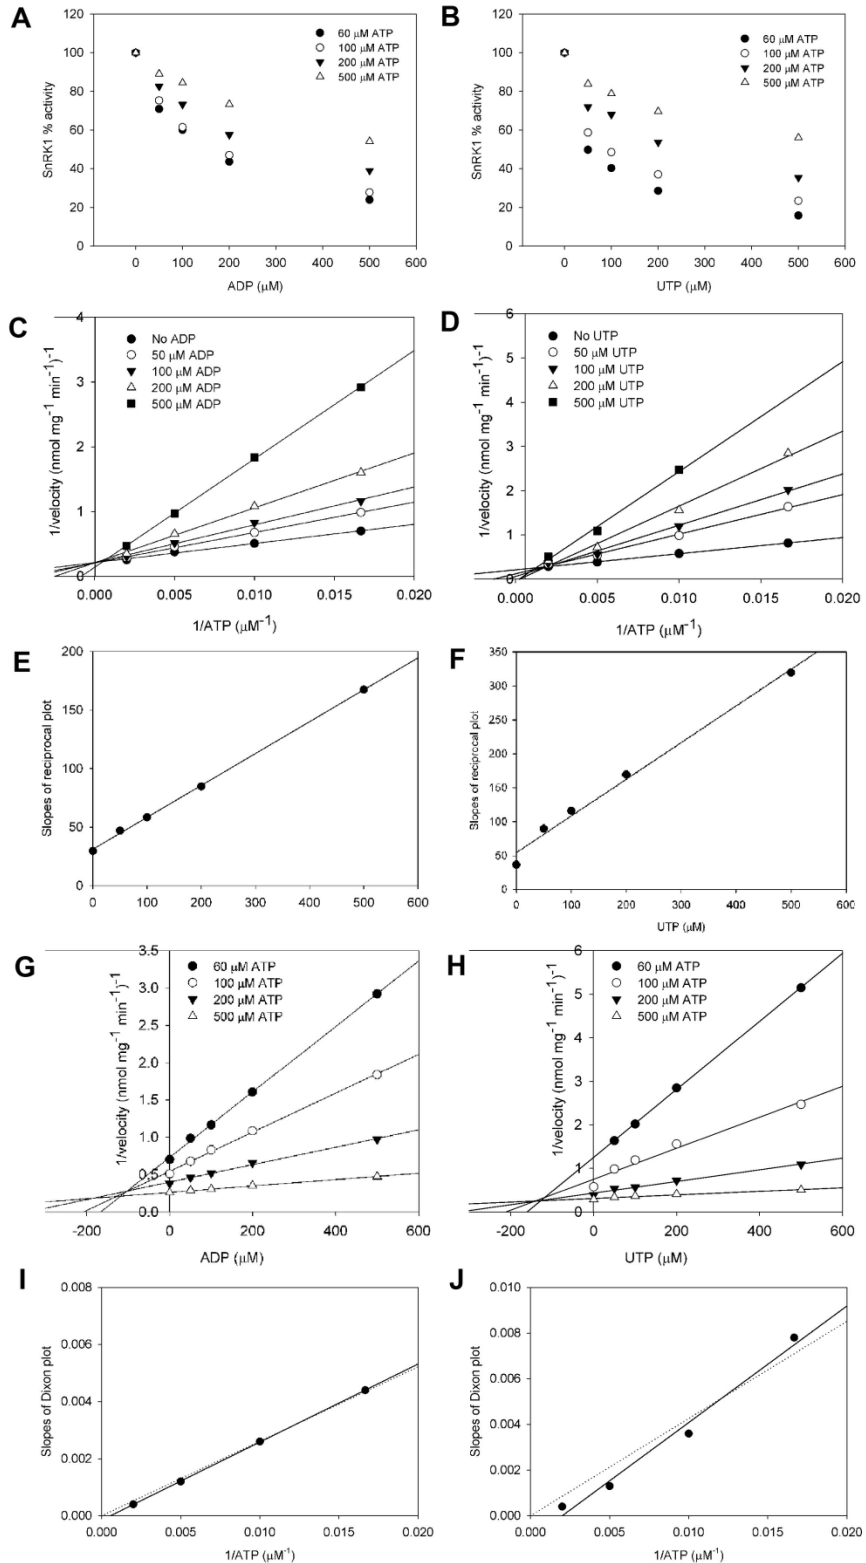 A
120
100
80
60
40
20
0
SnRK1 % activity
60 μM ATP
100 μM ATP
200 μM ATP
500 μM ATP
0 100 200 300 400 500 600
ADP (μM)
B
120
100
80
60
40
20
0
SnRK1 % activity
60 μM ATP
100 μM ATP
200 μM ATP
500 μM ATP
0 100 200 300 400 500 600
UTP (μM)
C
4
3
2
1
0
1/velocity (nmol mg⁻¹ min⁻¹)⁻¹
No ADP
50 μM ADP
100 μM ADP
200 μM ADP
500 μM ADP
0.000 0.005 0.010 0.015 0.020
1/ATP (μM⁻¹)
D
6
5
4
3
2
1
0
1/velocity (nmol mg⁻¹ min⁻¹)⁻¹
No UTP
50 μM UTP
100 μM UTP
200 μM UTP
500 μM UTP
0.000 0.005 0.010 0.015 0.020
1/ATP (μM⁻¹)
E
200
150
100
50
0
Slopes of reciprocal plot
0 100 200 300 400 500 600
F
350
300
250
200
150
100
50
0
Slopes of reciprocal plot
0 100 200 300 400 500 600
UTP (μM)
G
3.5
3.0
2.5
2.0
1.5
1.0
0.5
0.0
1/velocity (nmol mg⁻¹ min⁻¹)⁻¹
60 μM ATP
100 μM ATP
200 μM ATP
500 μM ATP
-200 0 200 400 600
ADP (μM)
H
6
5
4
3
2
1
0
1/velocity (nmol mg⁻¹ min⁻¹)⁻¹
60 μM ATP
100 μM ATP
200 μM ATP
500 μM ATP
-200 0 200 400 600
UTP (μM)
I
0.008
0.006
0.004
0.002
0.000
Slopes of Dixon plot
0.000 0.005 0.010 0.015 0.020
1/ATP (μM⁻¹)
J
0.010
0.008
0.006
0.004
0.002
0.000
Slopes of Dixon plot
0.000 0.005 0.010 0.015 0.020
1/ATP (μM⁻¹)